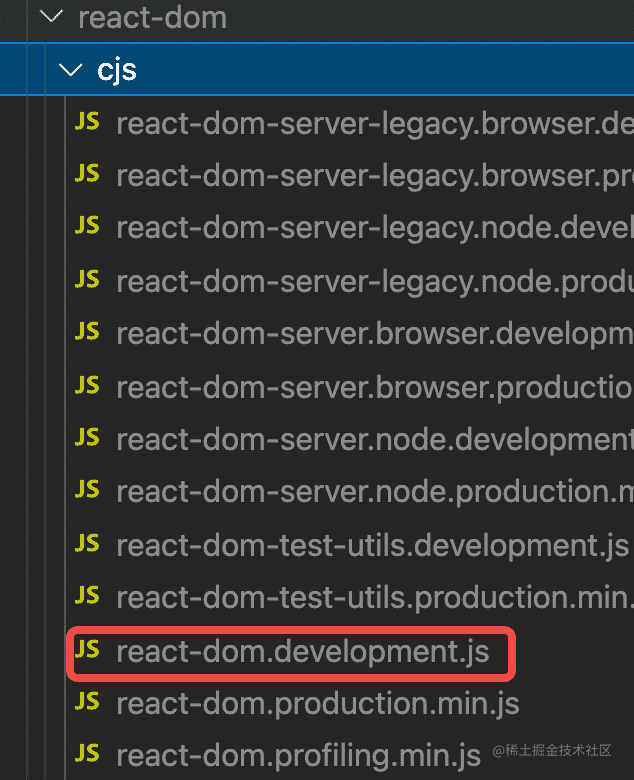 react-dom
cjs
JS react-dom-server-legacy.browser.de
JS react-dom-server-legacy.browser.pr
JS react-dom-server-legacy.node.devel
JS react-dom-server-legacy.node.produ
JS react-dom-server.browser.developm
JS react-dom-server.browser.productio
JS react-dom-server.node.development
JS react-dom-server.node.production.m
JS react-dom-test-utils.development.js
JS react-dom-test-utils.production.min.
JS react-dom.development.js
JS react-dom.production.min.js
JS react-dom.profiling.min.js
@稀土掘金技术社区